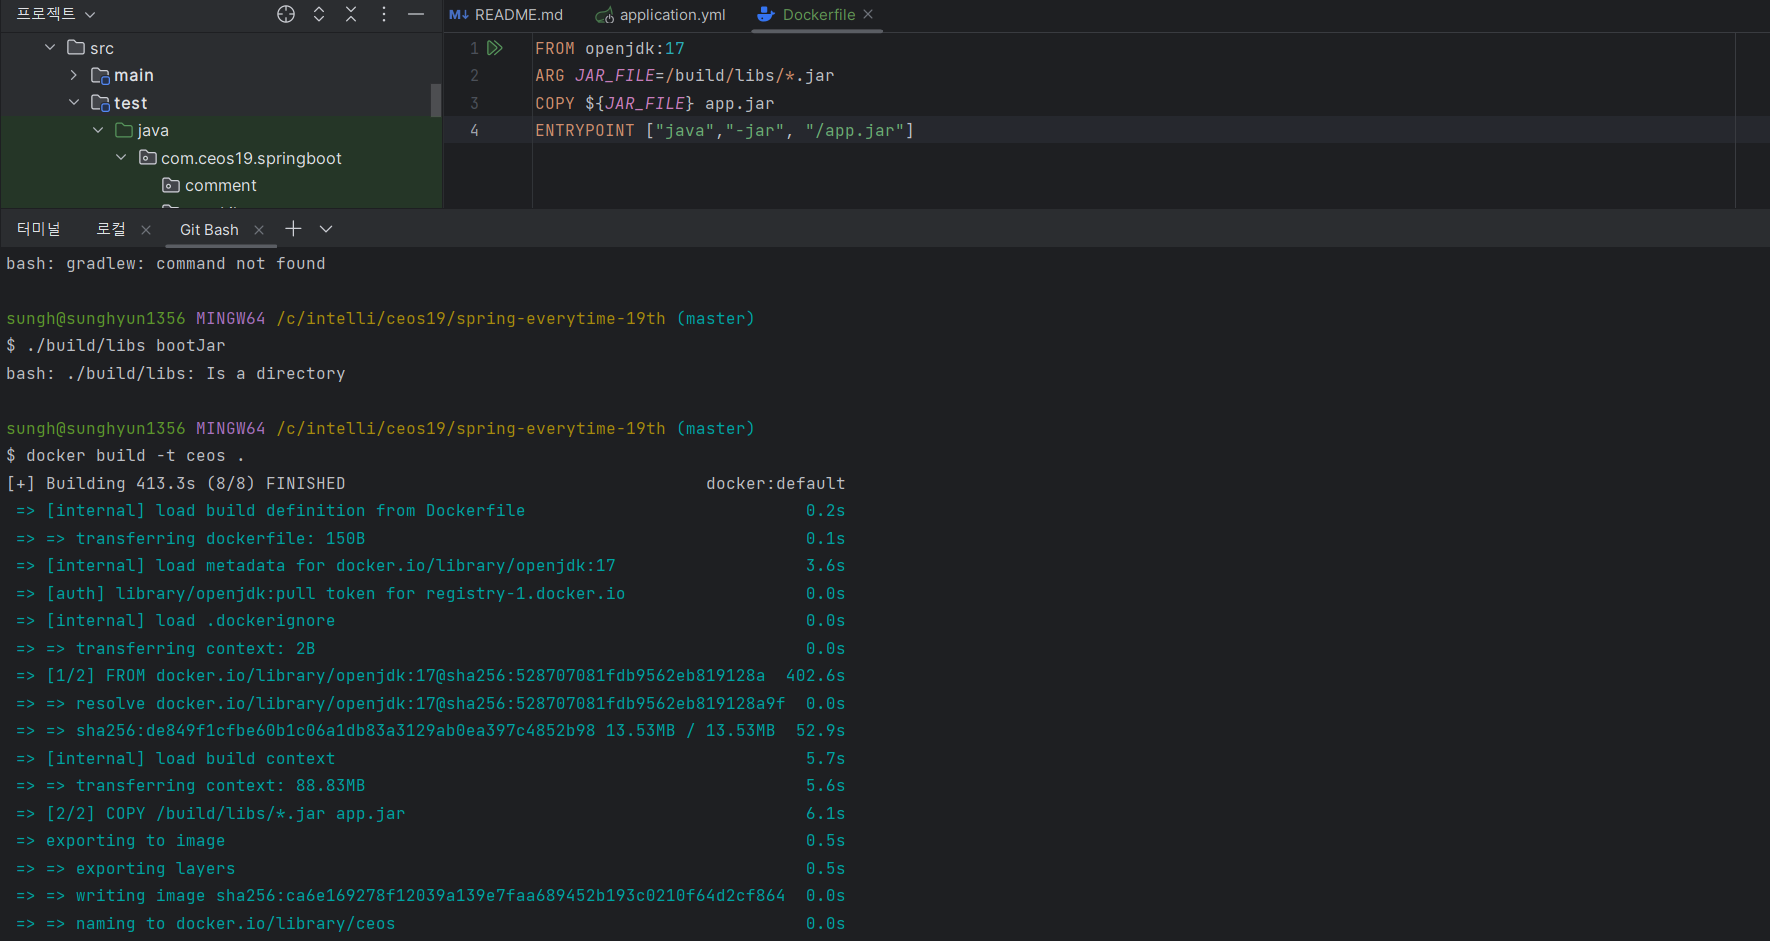 프로젝트
README.md
application.yml
Dockerfile
src
main
test
java
com.ceos19.springboot
comment
1 FROM openjdk:17
2 ARG JAR_FILE=/build/libs/*.jar
3 COPY ${JAR_FILE} app.jar
4 ENTRYPOINT ["java","-jar", "/app.jar"]
터미널 로컬 Git Bash
bash: gradlew: command not found
sungh@sunghyun1356 MINGW64 /c/intelli/ceos19/spring-everytime-19th (master)
$ ./build/libs bootJar
bash: ./build/libs: Is a directory
sungh@sunghyun1356 MINGW64 /c/intelli/ceos19/spring-everytime-19th (master)
$ docker build -t ceos .
[+] Building 413.3s (8/8) FINISHED docker:default
=> [internal] load build definition from Dockerfile 0.2s
=> => transferring dockerfile: 150B 0.1s
=> [internal] load metadata for docker.io/library/openjdk:17 3.6s
=> [auth] library/openjdk:pull token for registry-1.docker.io 0.0s
=> [internal] load .dockerignore 0.0s
=> => transferring context: 2B 0.0s
=> [1/2] FROM docker.io/library/openjdk:17@sha256:528707081fdb9562eb819128a 402.6s
=> => resolve docker.io/library/openjdk:17@sha256:528707081fdb9562eb819128a9f 0.0s
=> => sha256:de849f1cfbe60b1c06a1db83a3129ab0ea397c4852b98 13.53MB / 13.53MB 52.9s
=> [internal] load build context 5.7s
=> => transferring context: 88.83MB 5.6s
=> [2/2] COPY /build/libs/*.jar app.jar 6.1s
=> exporting to image 0.5s
=> => exporting layers 0.5s
=> => writing image sha256:ca6e169278f12039a139e7faa689452b193c0210f64d2cf864 0.0s
=> => naming to docker.io/library/ceos 0.0s